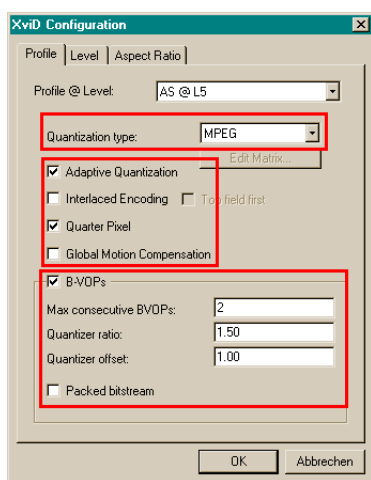 XviD Configuration
Profile Level Aspect Ratio
Profile @ Level: AS @ L5
Quantization type: MPEG
Edit Matrix...
Adaptive Quantization
Interlaced Encoding Top field first
Quarter Pixel
Global Motion Compensation
B-VOPs
Max consecutive BVOPs: 2
Quantizer ratio: 1.50
Quantizer offset: 1.00
Packed bitstream
OK Abbrechen